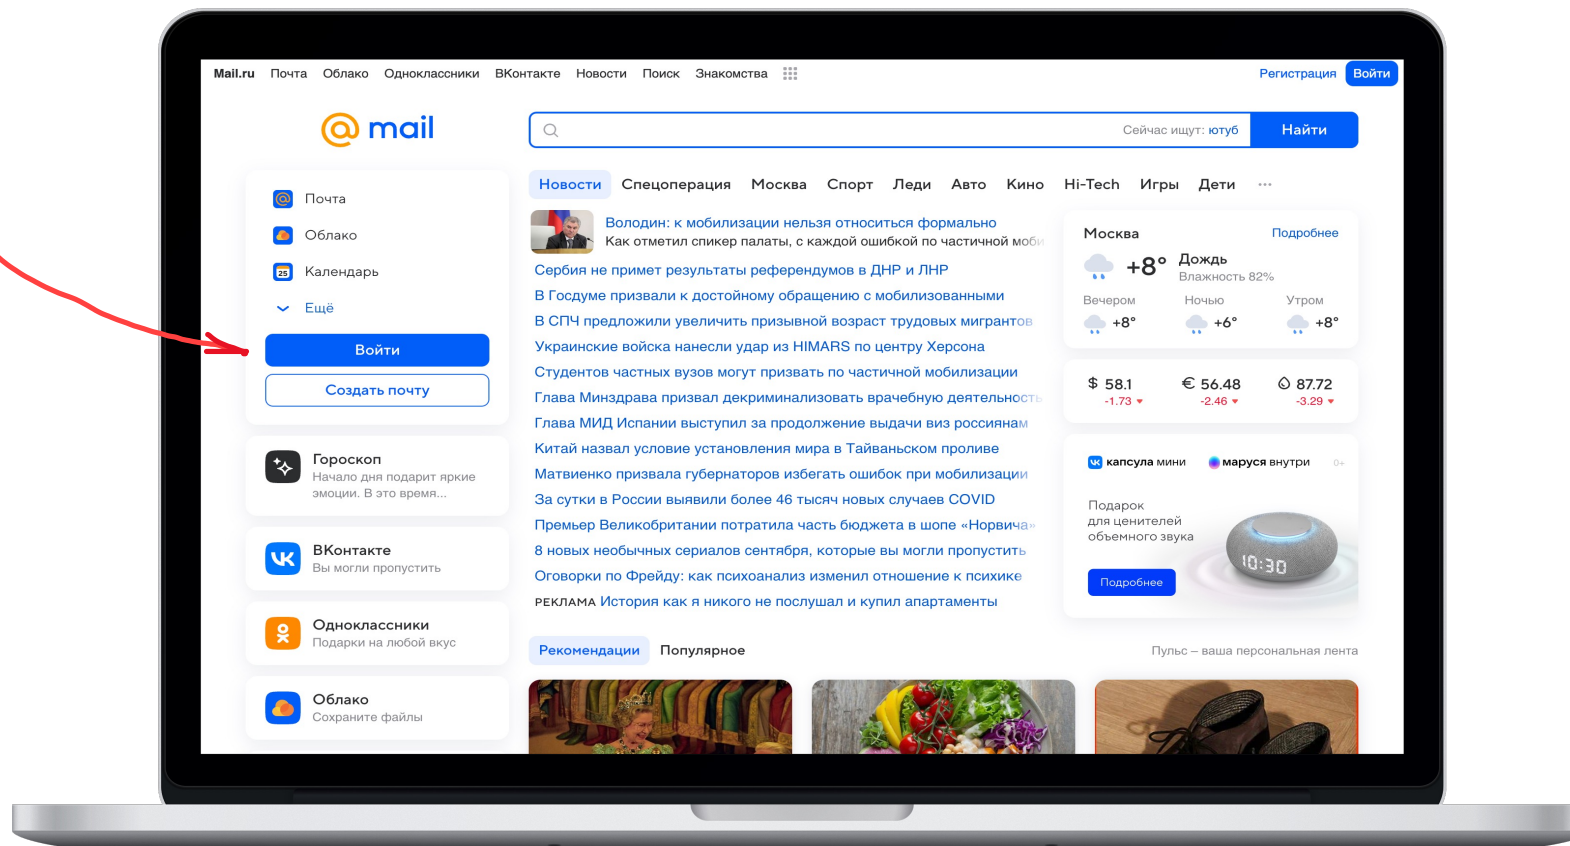 Mail.ru Почта Облако Одноклассники ВКонтакте Новости Поиск Знакомства
Регистрация Войти
mail
Сейчас ищут: ютуб Найти
Почта
Облако
25 Календарь
Ещё
Войти
Создать почту
Гороскоп
Начало дня подарит яркие
эмоции. В это время...
ВКонтакте
Вы могли пропустить
Одноклассники
Подарки на любой вкус
Облако
Сохраните файлы
Новости Спецоперация Москва Спорт Леди Авто Кино Hi-Tech Игры Дети ...
Володин: к мобилизации нельзя относиться формально
Как отметил спикер палаты, с каждой ошибкой по частичной моби
Сербия не примет результаты референдумов в ДНР и ЛНР
В Госдуме призвали к достойному обращению с мобилизованными
В СПЧ предложили увеличить призывной возраст трудовых мигрантов
Украинские войска нанесли удар из HIMARS по центру Херсона
Студентов частных вузов могут призвать по частичной мобилизации
Глава Минздрава призвал декриминализовать врачебную деятельность
Глава МИД Испании выступил за продолжение выдачи виз россиянам
Китай назвал условие установления мира в Тайваньском проливе
Матвиенко призвала губернаторов избегать ошибок при мобилизации
За сутки в России выявили более 46 тысяч новых случаев COVID
Премьер Великобритании потратила часть бюджета в шопе «Норвича»
8 новых необычных сериалов сентября, которые вы могли пропустить
Оговорки по Фрейду: как психоанализ изменил отношение к психике
РЕКЛАМА История как я никого не послушал и купил апартаменты
Москва Подробнее
+8° Дождь
Влажность 82%
Вечером Ночью Утром
+8° +6° +8°
$ 58.1 € 56.48 87.72
-1.73 -2.46 -3.29
капсула мини маруся внутри 0+
Подарок
для ценителей
объемного звука
10:30
Подробнее
Рекомендации Популярное
Пульс – ваша персональная лента